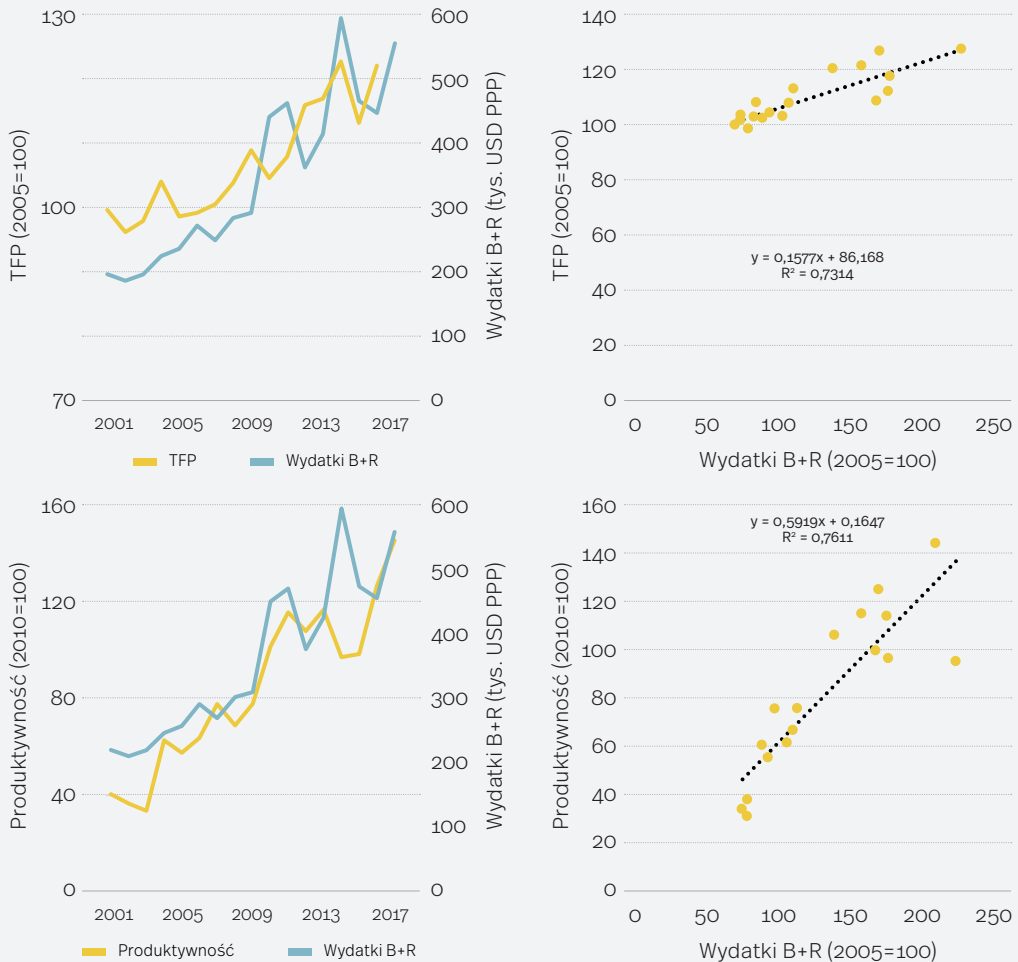 TFP (2005=100)
130
100
70
Wydatki B+R (tys. USD PPP)
600
500
400
300
200
100
0
2001 2005 2009 2013 2017
TFP Wydatki B+R
TFP (2005=100)
140
120
100
80
60
40
20
0
y = 0,1577x + 86,168
R² = 0,7314
0 50 100 150 200 250
Wydatki B+R (2005=100)
Produktywność (2010=100)
160
120
80
40
0
Wydatki B+R (tys. USD PPP)
600
500
400
300
200
100
0
2001 2005 2009 2013 2017
Produktywność Wydatki B+R
Produktywność (2010=100)
160
140
120
100
80
60
40
20
0
y = 0,5919x + 0,1647
R² = 0,7611
0 50 100 150 200 250
Wydatki B+R (2005=100)